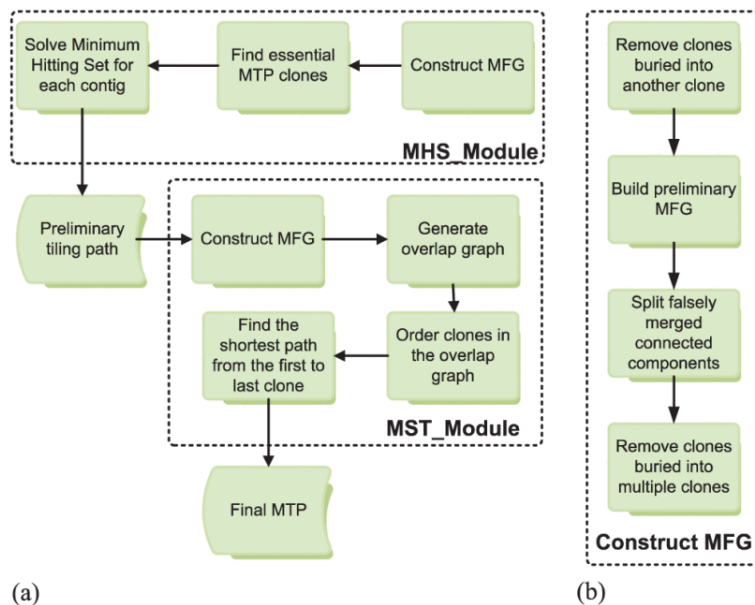 Solve Minimum
Hitting Set for
each contig
Find essential
MTP clones
Construct MFG
MHS_Module
Preliminary
tiling path
Construct MFG
Generate
overlap graph
Find the
shortest path
from the first to
last clone
Order clones in
the overlap
graph
MST_Module
Final MTP
(a)
Remove clones
buried into
another clone
Build preliminary
MFG
Split falsely
merged
connected
components
Remove clones
buried into
multiple clones
Construct MFG
(b)